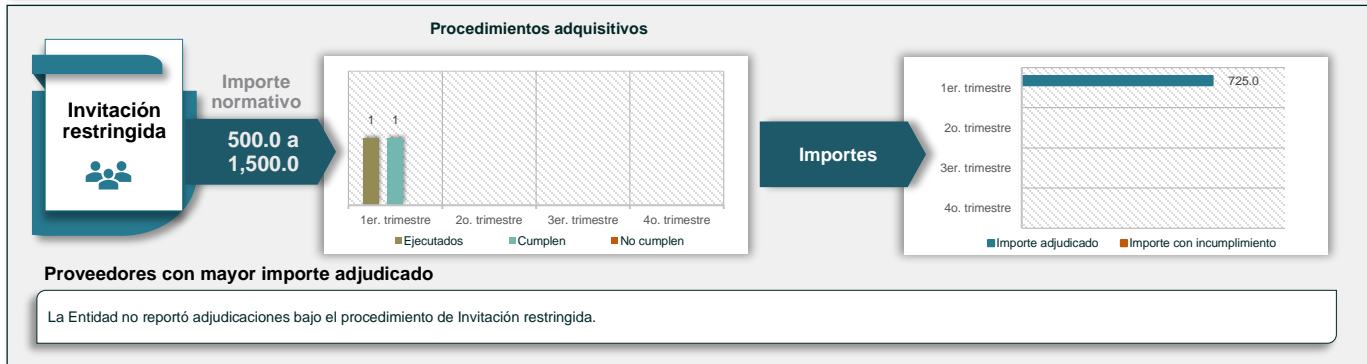 Procedimientos adquisitivos
Invitación
restringida
Importe
normativo
500.0 a
1,500.0
1 1
1er. trimestre 2o. trimestre 3er. trimestre 4o. trimestre
Ejecutados Cumplen No cumplen
Importes
1er. trimestre 725.0
2o. trimestre
3er. trimestre
4o. trimestre
Importe adjudicado Importe con incumplimiento
Proveedores con mayor importe adjudicado
La Entidad no reportó adjudicaciones bajo el procedimiento de Invitación restringida.